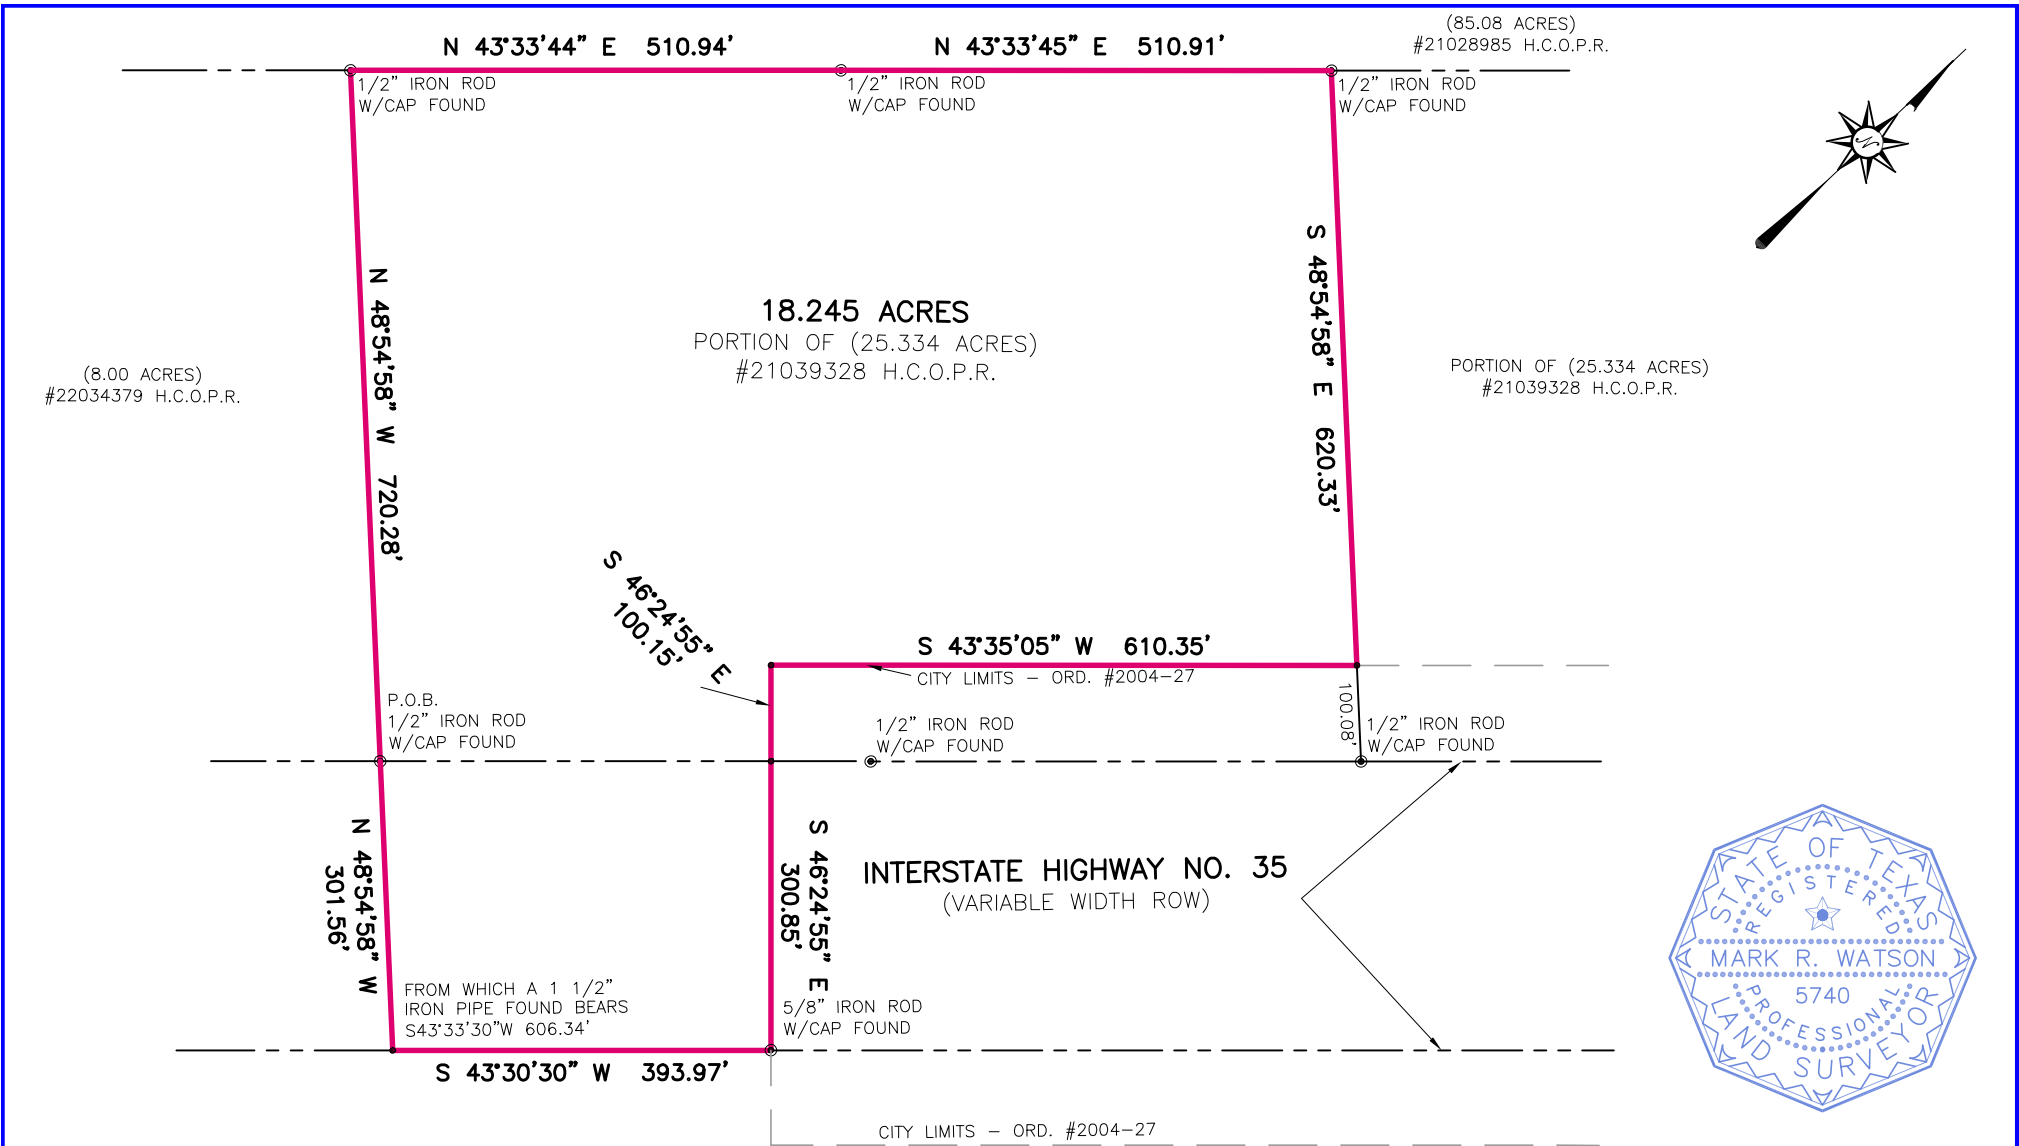 (85.08 ACRES)
#21028985 H.C.O.P.R.
N 43°33'44" E 510.94'
N 43°33'45" E 510.91'
1/2" IRON ROD
W/CAP FOUND
1/2" IRON ROD
W/CAP FOUND
1/2" IRON ROD
W/CAP FOUND
N 48°54'58" W 720.28'
S 48°54'58" E 620.33'
18.245 ACRES
PORTION OF (25.334 ACRES)
#21039328 H.C.O.P.R.
(8.00 ACRES)
#22034379 H.C.O.P.R.
PORTION OF (25.334 ACRES)
#21039328 H.C.O.P.R.
S 46°24'55" E
100.15'
S 43°35'05" W 610.35'
CITY LIMITS – ORD. #2004–27
P.O.B.
1/2" IRON ROD
W/CAP FOUND
1/2" IRON ROD
W/CAP FOUND
100.08'
1/2" IRON ROD
W/CAP FOUND
N 48°54'58" W
301.56'
S 46°24'55" E
300.85'
INTERSTATE HIGHWAY NO. 35
(VARIABLE WIDTH ROW)
FROM WHICH A 1 1/2"
IRON PIPE FOUND BEARS
S43°33'30"W 606.34'
5/8" IRON ROD
W/CAP FOUND
S 43°30'30" W 393.97'
CITY LIMITS – ORD. #2004–27
STATE OF TEXAS
REGISTERED
MARK R. WATSON
5740
PROFESSIONAL
LAND SURVEYOR